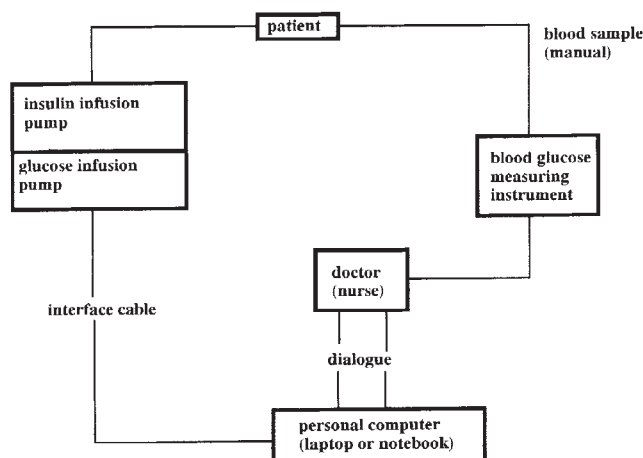 patient
blood sample
(manual)
insulin infusion
pump
glucose infusion
pump
blood glucose
measuring
instrument
doctor
(nurse)
interface cable
dialogue
personal computer
(laptop or notebook)